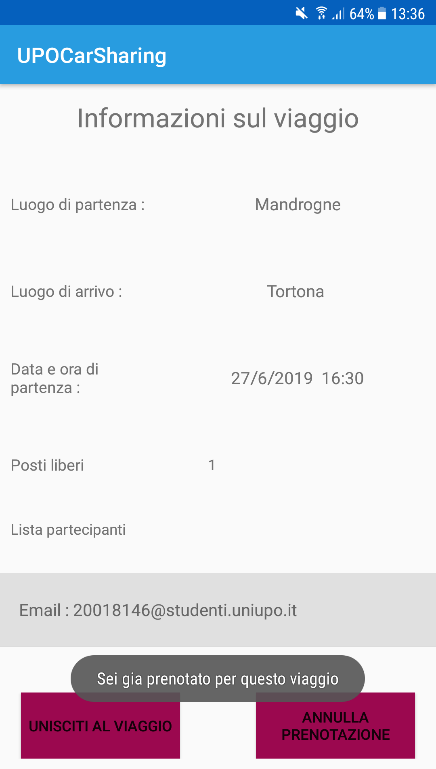 64% 13:36
UPOCarSharing
Informazioni sul viaggio
Luogo di partenza : Mandrogne
Luogo di arrivo : Tortona
Data e ora di
partenza :
27/6/2019 16:30
Posti liberi 1
Lista partecipanti
Email : 20018146@studenti.uniupo.it
Sei gia prenotato per questo viaggio
UNISCITI AL VIAGGIO
ANNULLA
PRENOTAZIONE